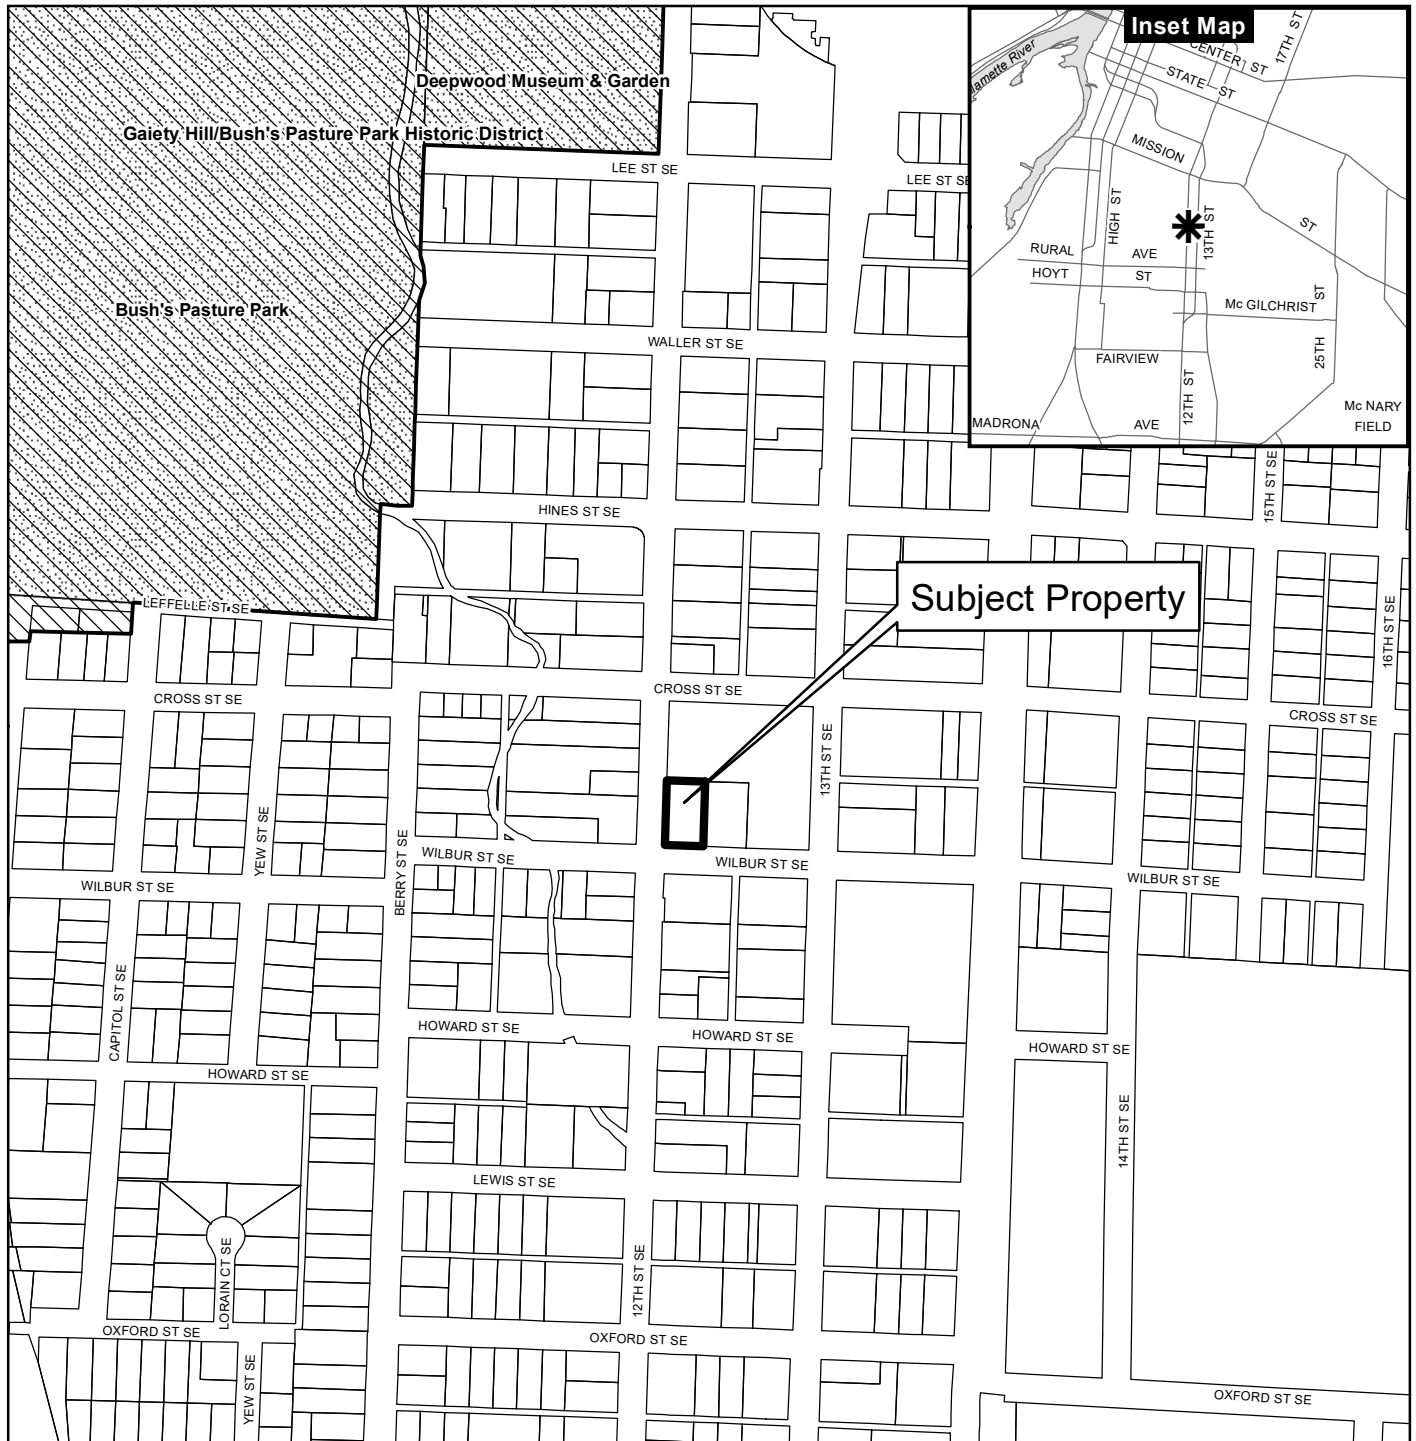 Inset Map
17TH ST
CENTER ST
STATE ST
MISSION
HIGH ST
13TH ST
ST
RURAL AVE
HOYT ST
Mc GILCHRIST
ST
25TH
FAIRVIEW
12TH ST
Mc NARY
FIELD
MADRONA AVE
Deepwood Museum & Garden
Gaiety Hill/Bush's Pasture Park Historic District
LEE ST SE
LEE ST SE
Bush's Pasture Park
WALLER ST SE
HINES ST SE
15TH ST SE
Subject Property
LEFFELLE ST SE
16TH ST SE
CROSS ST SE
CROSS ST SE
CROSS ST SE
13TH ST SE
YEW ST SE
BERRY ST SE
WILBUR ST SE
WILBUR ST SE
WILBUR ST SE
WILBUR ST SE
CAPITOL ST SE
HOWARD ST SE
HOWARD ST SE
HOWARD ST SE
HOWARD ST SE
14TH ST SE
LEWIS ST SE
LORAIN CT SE
12TH ST SE
OXFORD ST SE
OXFORD ST SE
OXFORD ST SE
YEW ST SE